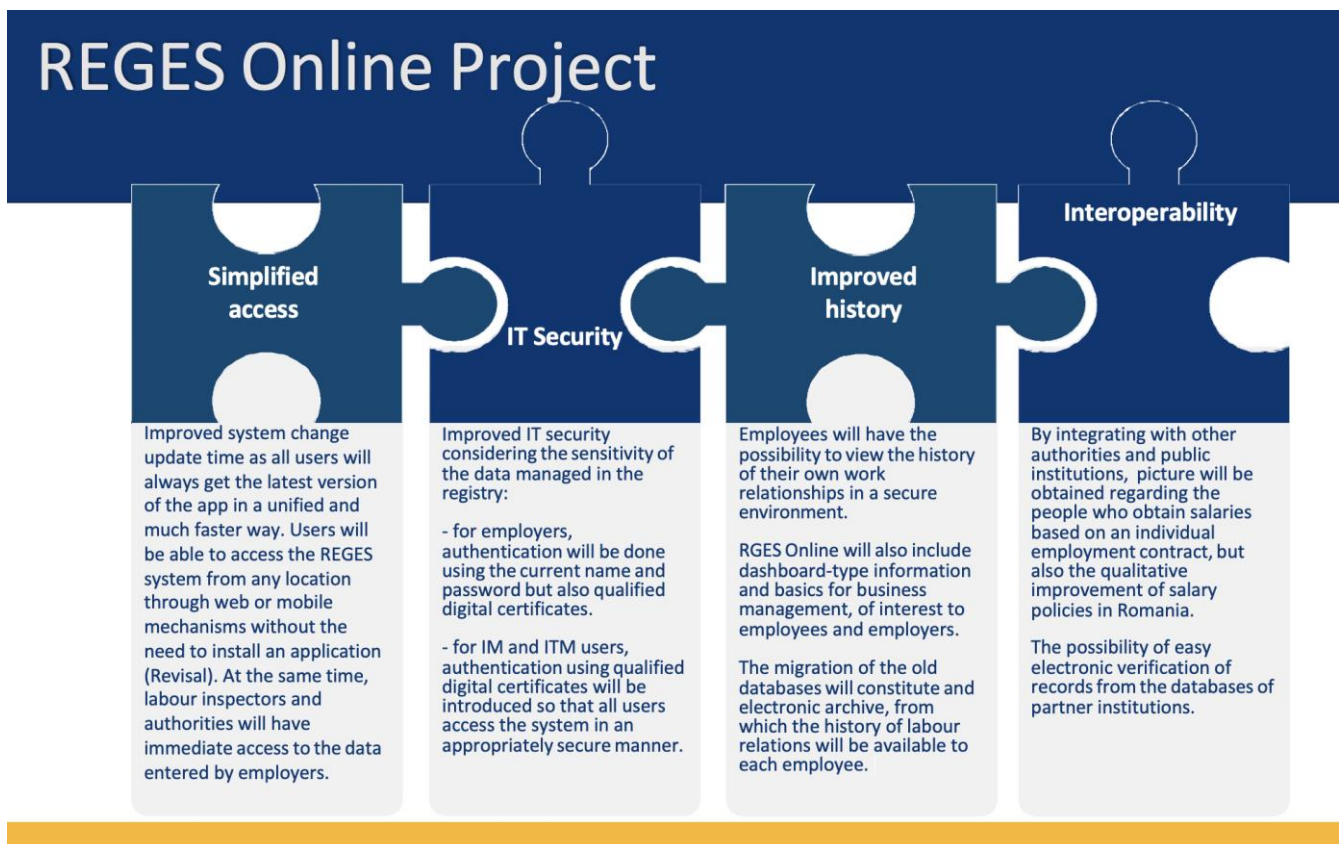 REGES Online Project
Simplified
access
Improved system change
update time as all users will
always get the latest version
of the app in a unified and
much faster way. Users will
be able to access the REGES
system from any location
through web or mobile
mechanisms without the
need to install an application
(Revisal). At the same time,
labour inspectors and
authorities will have
immediate access to the data
entered by employers.
IT Security
Improved IT security
considering the sensitivity of
the data managed in the
registry:
- for employers,
authentication will be done
using the current name and
password but also qualified
digital certificates.
- for IM and ITM users,
authentication using qualified
digital certificates will be
introduced so that all users
access the system in an
appropriately secure manner.
Improved
history
Employees will have the
possibility to view the history
of their own work
relationships in a secure
environment.
RGES Online will also include
dashboard-type information
and basics for business
management, of interest to
employees and employers.
The migration of the old
databases will constitute and
electronic archive, from
which the history of labour
relations will be available to
each employee.
Interoperability
By integrating with other
authorities and public
institutions, picture will be
obtained regarding the
people who obtain salaries
based on an individual
employment contract, but
also the qualitative
improvement of salary
policies in Romania.
The possibility of easy
electronic verification of
records from the databases of
partner institutions.